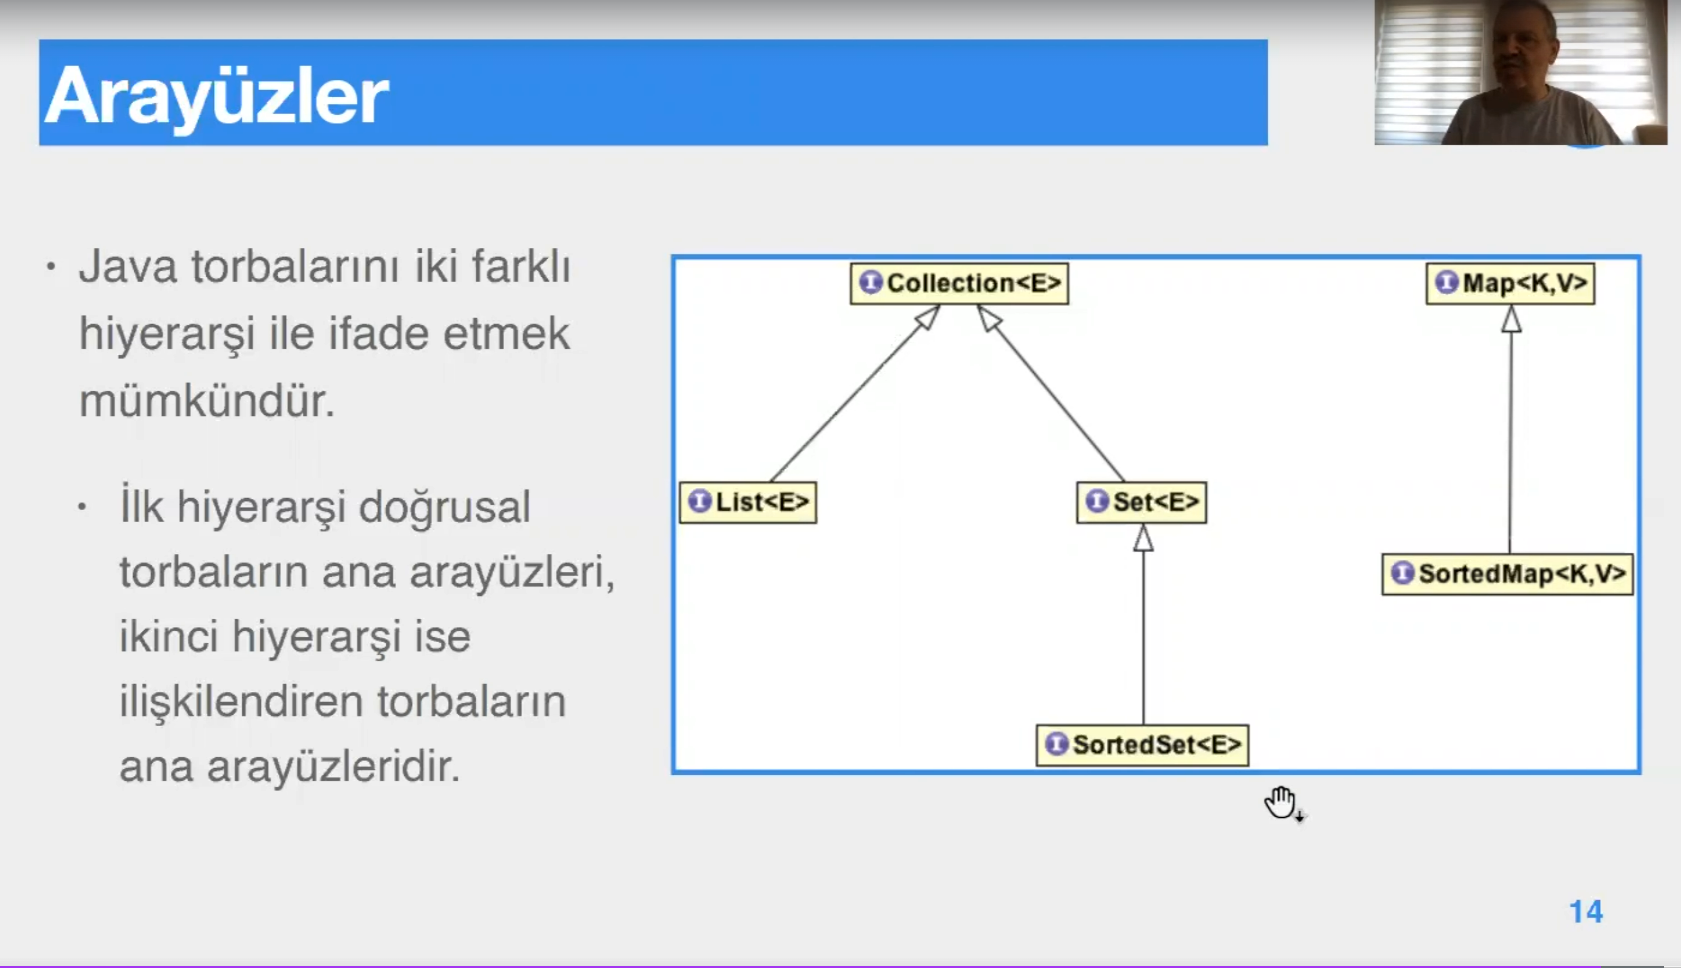 Arayüzler
• Java torbalarını iki farklı
hiyerarşi ile ifade etmek
mümkündür.
• İlk hiyerarşi doğrusal
torbaların ana arayüzleri,
ikinci hiyerarşi ise
ilişkilendiren torbaların
ana arayüzleridir.
I Collection<E>
I Map<K,V>
I List<E>
I Set<E>
I SortedMap<K,V>
I SortedSet<E>
14